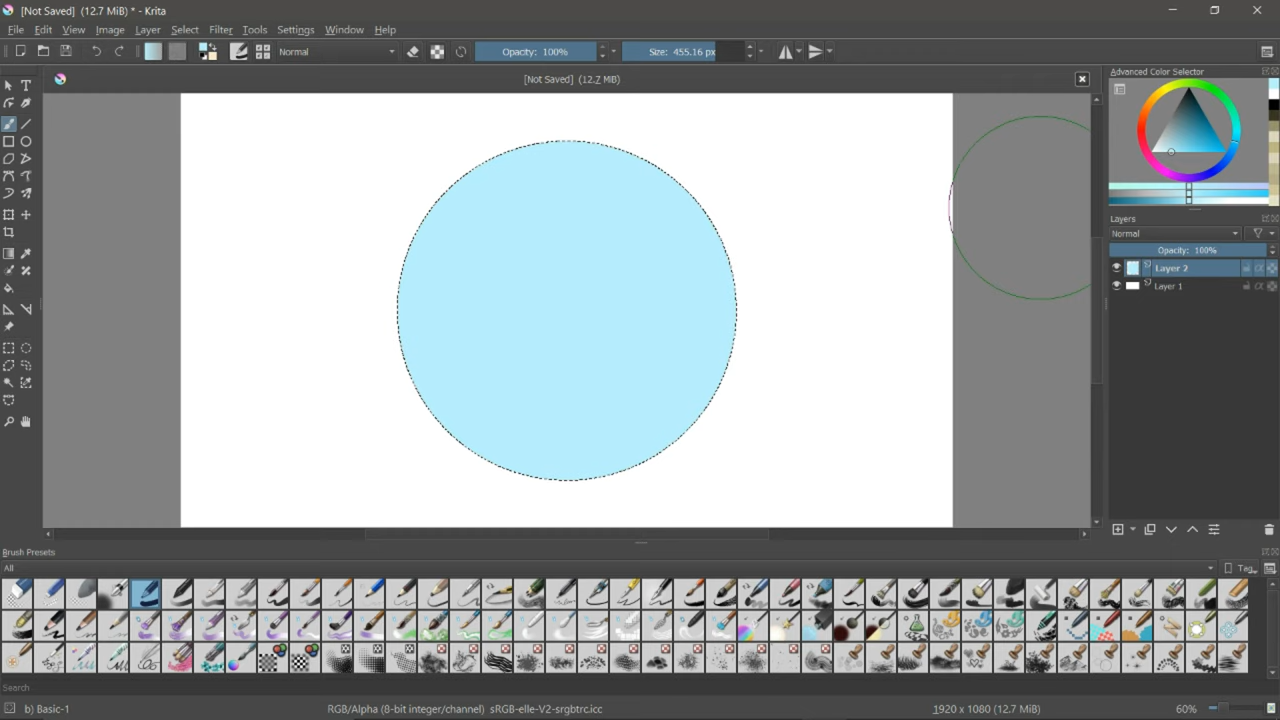 [Not Saved]  (12.7 MiB) * - Krita
File Edit View Image Layer Select Filter Tools Settings Window Help
Normal Opacity: 100% Size: 455.16 px
[Not Saved]  (12.7 MiB)
Advanced Color Selector
Layers
Normal
Opacity:  100%
Layer 2
Layer 1
Brush Presets
All Tag
Search
b) Basic-1 RGB/Alpha (8-bit integer/channel)  sRGB-elle-V2-srgbtrc.icc 1920 x 1080 (12.7 MiB) 60%